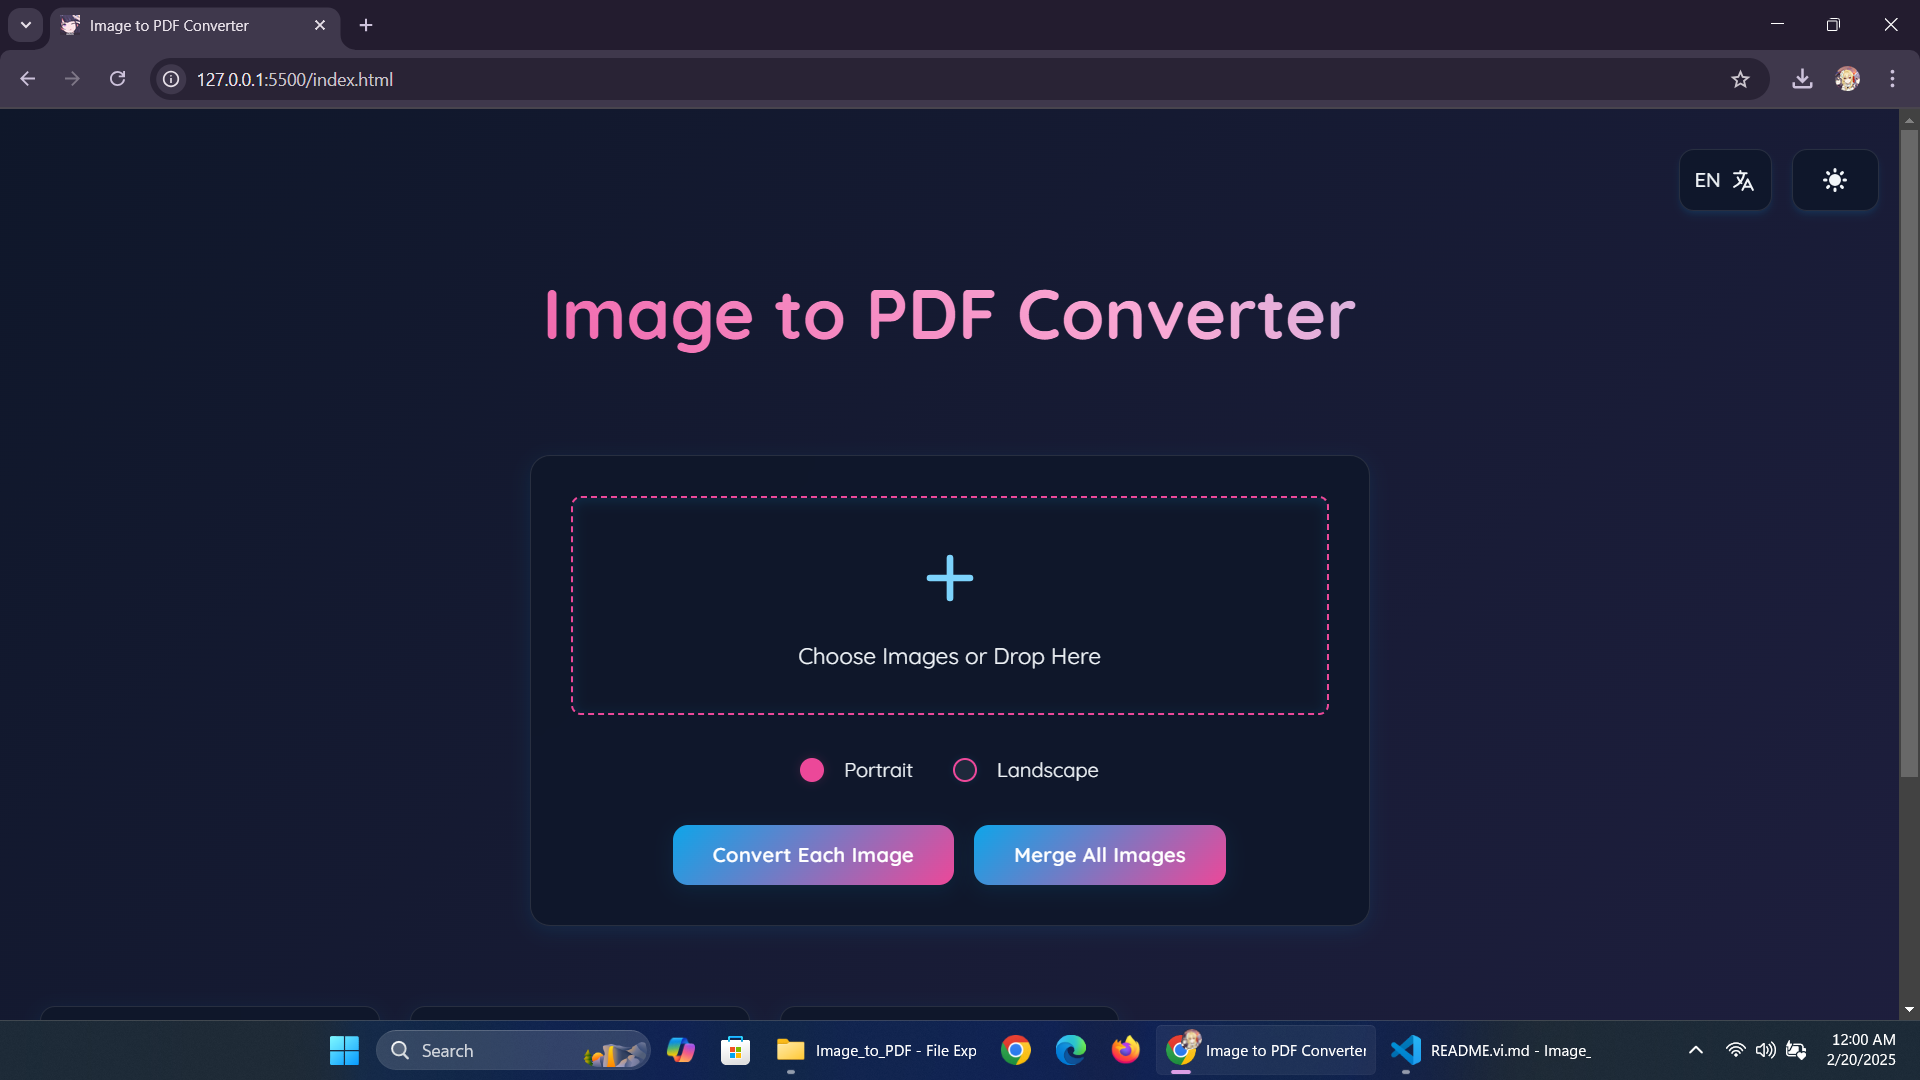 Image to PDF Converter
127.0.0.1:5500/index.html
EN
Image to PDF Converter
Choose Images or Drop Here
Portrait Landscape
Convert Each Image Merge All Images
Search
Image_to_PDF - File Exp
Image to PDF Converter
README.vi.md - Image_
12:00 AM
2/20/2025